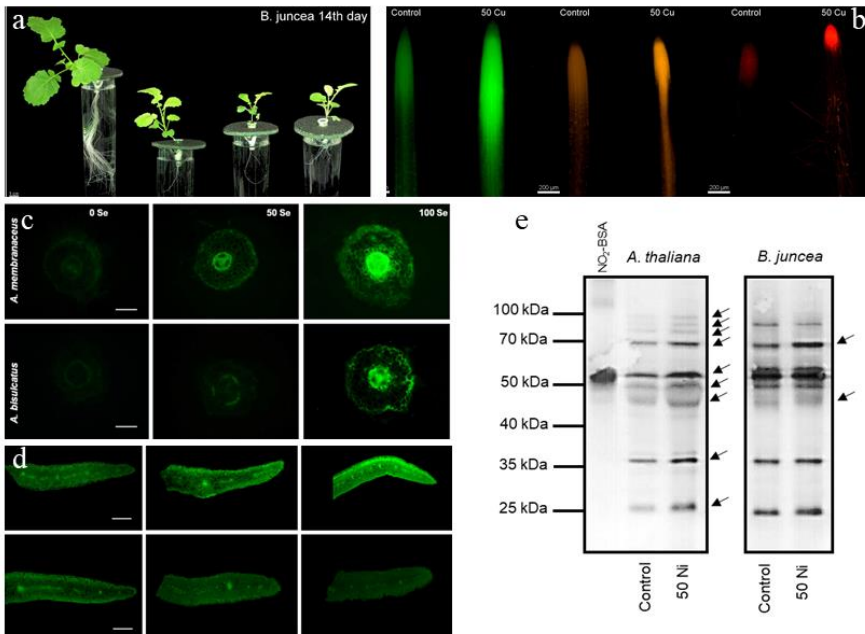 a
B. juncea 14th day
Control
50 Cu
Control
50 Cu
Control
50 Cu
b
200 µm
200 µm
c
0 Se
50 Se
100 Se
A. membranaceus
A. bisulcatus
d
e
NO₂-BSA
A. thaliana
B. juncea
100 kDa
70 kDa
50 kDa
40 kDa
35 kDa
25 kDa
Control
50 Ni
Control
50 Ni